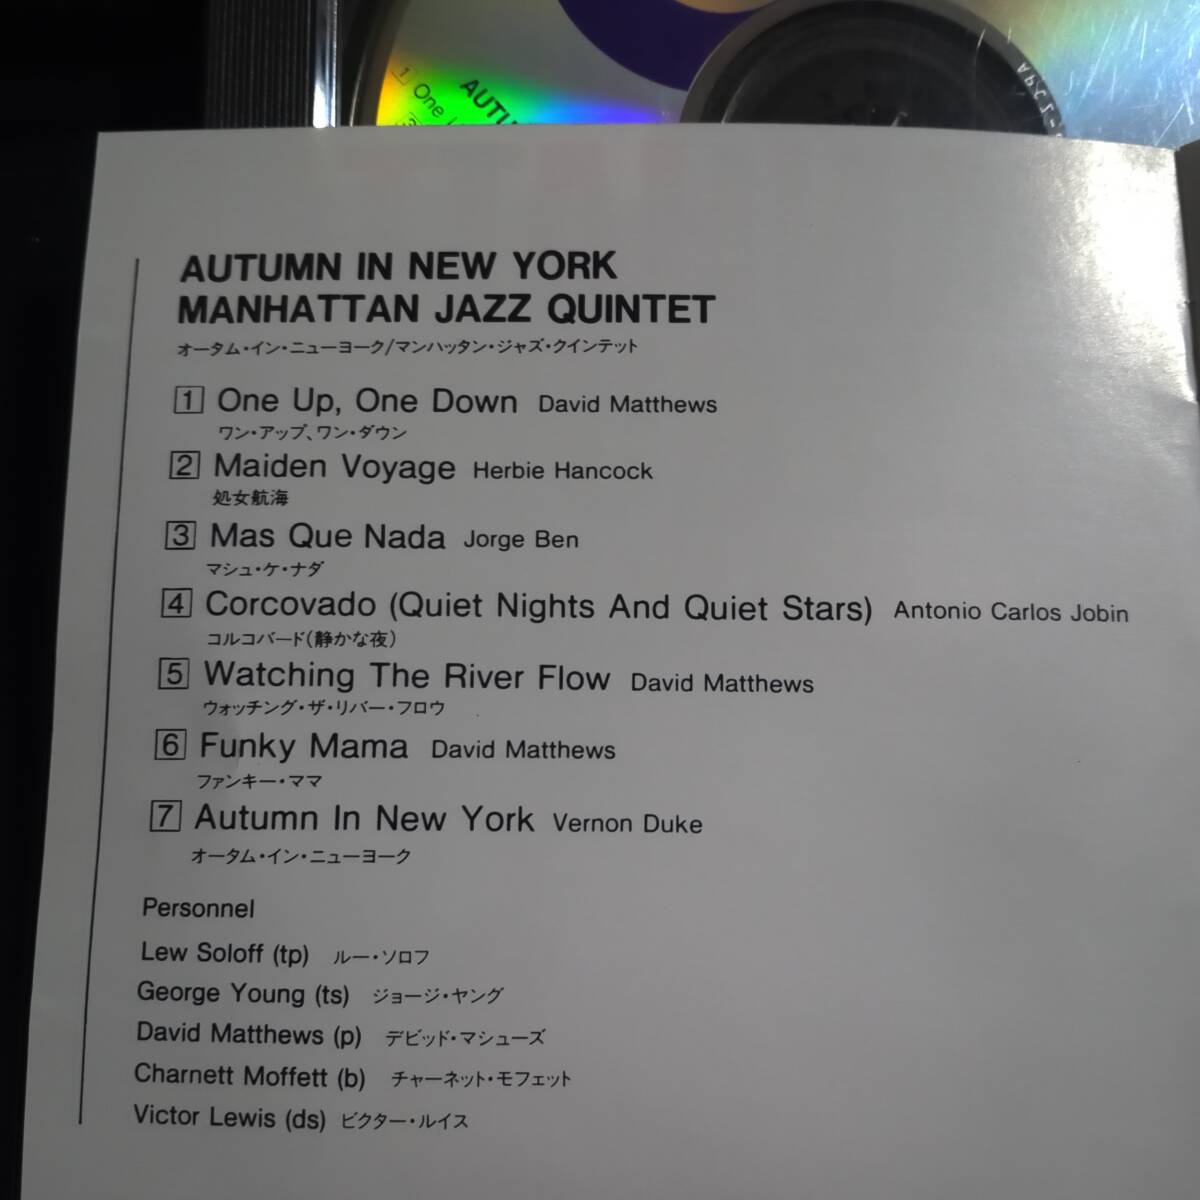 1 One
AUTU
AUTUMN IN NEW YORK
MANHATTAN JAZZ QUINTET
オータム・イン・ニューヨーク/マンハッタン・ジャズ・クインテット
1 One Up, One Down David Matthews
ワン・アップ、ワン・ダウン
2 Maiden Voyage Herbie Hancock
処女航海
3 Mas Que Nada Jorge Ben
マシュ・ケ・ナダ
4 Corcovado (Quiet Nights And Quiet Stars) Antonio Carlos Jobin
コルコバード(静かな夜)
5 Watching The River Flow David Matthews
ウォッチング・ザ・リバー・フロウ
6 Funky Mama David Matthews
ファンキー・ママ
7 Autumn In New York Vernon Duke
オータム・イン・ニューヨーク
Personnel
Lew Soloff (tp) ルー・ソロフ
George Young (ts) ジョージ・ヤング
David Matthews (p) デビッド・マシューズ
Charnett Moffett (b) チャーネット・モフェット
Victor Lewis (ds) ビクター・ルイス